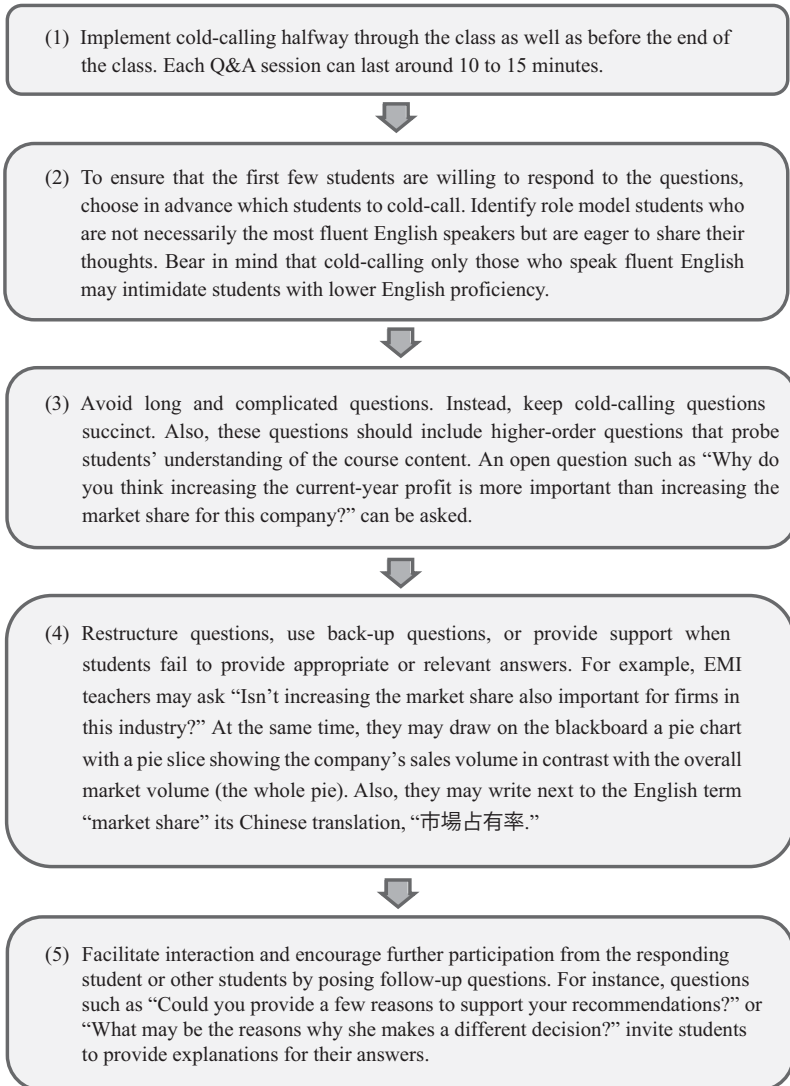 (1) Implement cold-calling halfway through the class as well as before the end of
the class. Each Q&A session can last around 10 to 15 minutes.
(2) To ensure that the first few students are willing to respond to the questions,
choose in advance which students to cold-call. Identify role model students who
are not necessarily the most fluent English speakers but are eager to share their
thoughts. Bear in mind that cold-calling only those who speak fluent English
may intimidate students with lower English proficiency.
(3) Avoid long and complicated questions. Instead, keep cold-calling questions
succinct. Also, these questions should include higher-order questions that probe
students’ understanding of the course content. An open question such as “Why do
you think increasing the current-year profit is more important than increasing the
market share for this company?” can be asked.
(4) Restructure questions, use back-up questions, or provide support when
students fail to provide appropriate or relevant answers. For example, EMI
teachers may ask “Isn’t increasing the market share also important for firms in
this industry?” At the same time, they may draw on the blackboard a pie chart
with a pie slice showing the company’s sales volume in contrast with the overall
market volume (the whole pie). Also, they may write next to the English term
“market share” its Chinese translation, “市場占有率.”
(5) Facilitate interaction and encourage further participation from the responding
student or other students by posing follow-up questions. For instance, questions
such as “Could you provide a few reasons to support your recommendations?” or
“What may be the reasons why she makes a different decision?” invite students
to provide explanations for their answers.